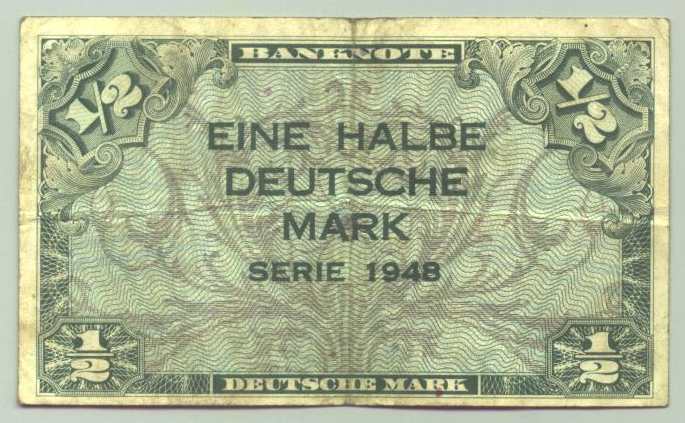 BANKNOTE
1/2
1/2
EINE HALBE
DEUTSCHE
MARK
SERIE 1948
1/2
1/2
DEUTSCHE MARK